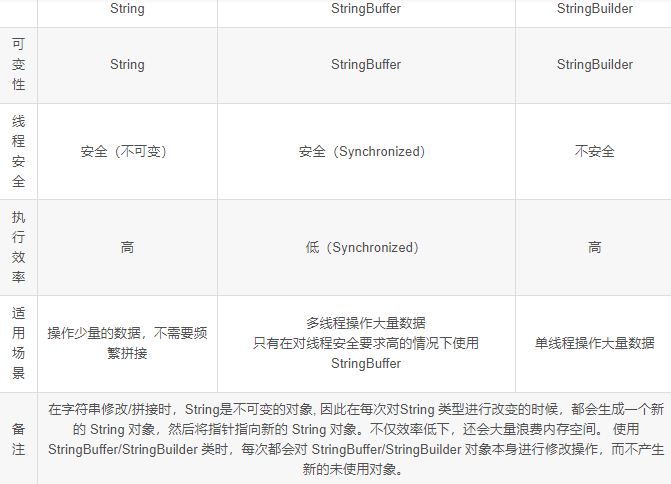 String StringBuffer StringBuilder
可变性 String StringBuffer StringBuilder
线程安全 安全（不可变） 安全（Synchronized） 不安全
执行效率 高 低（Synchronized） 高
适用场景 操作少量的数据，不需要频
繁拼接
多线程操作大量数据
只有在对线程安全要求高的情况下使用
StringBuffer
单线程操作大量数据
备注
在字符串修改/拼接时，String是不可变的对象, 因此在每次对String 类型进行改变的时候，都会生成一个新
的 String 对象，然后将指针指向新的 String 对象。不仅效率低下，还会大量浪费内存空间。 使用
StringBuffer/StringBuilder 类时，每次都会对 StringBuffer/StringBuilder 对象本身进行修改操作，而不产生
新的未使用对象。